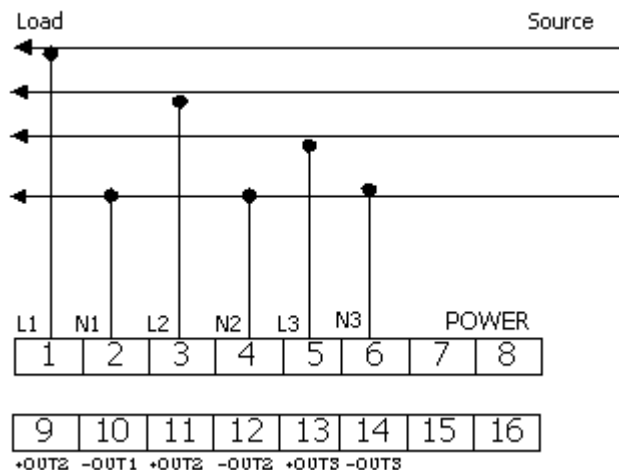 Load Source
L1 N1 L2 N2 L3 N3 POWER
1 2 3 4 5 6 7 8
9 10 11 12 13 14 15 16
+OUT2 -OUT1 +OUT2 -OUT2 +OUT3 -OUT3